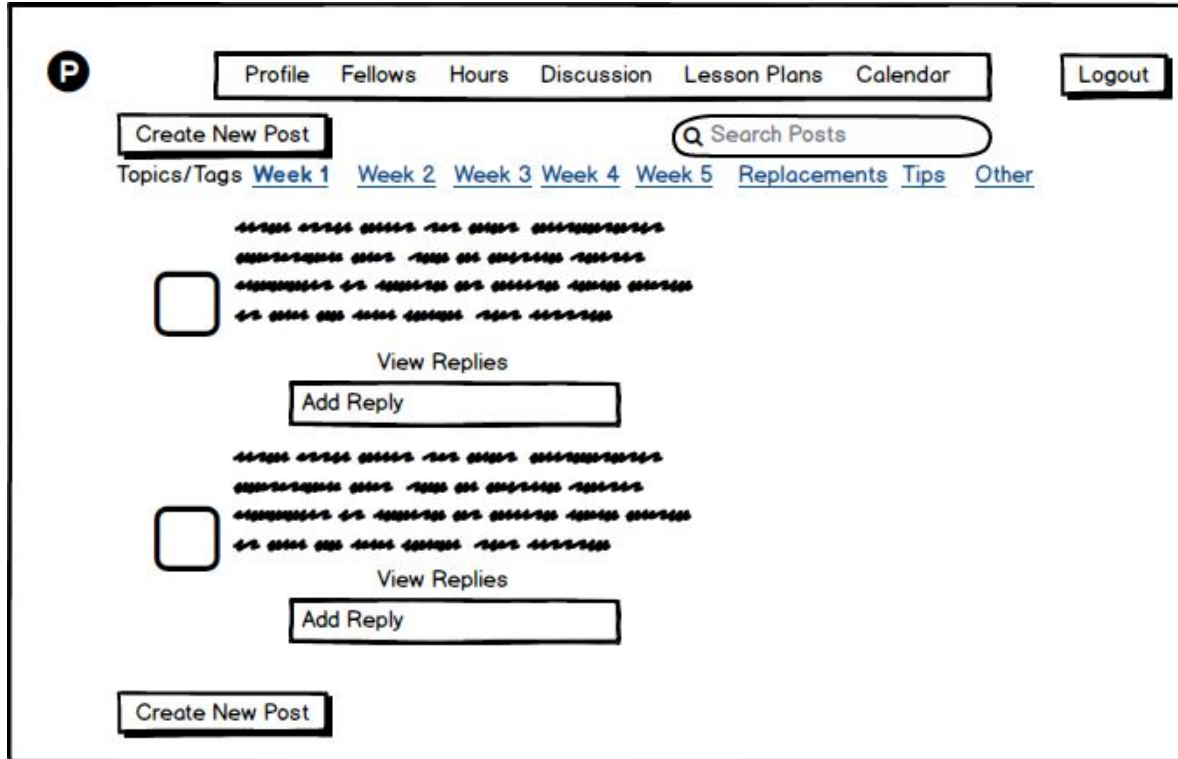 P
Profile Fellows Hours Discussion Lesson Plans Calendar Logout
Create New Post Search Posts
Topics/Tags Week 1 Week 2 Week 3 Week 4 Week 5 Replacements Tips Other
View Replies
Add Reply
View Replies
Add Reply
Create New Post